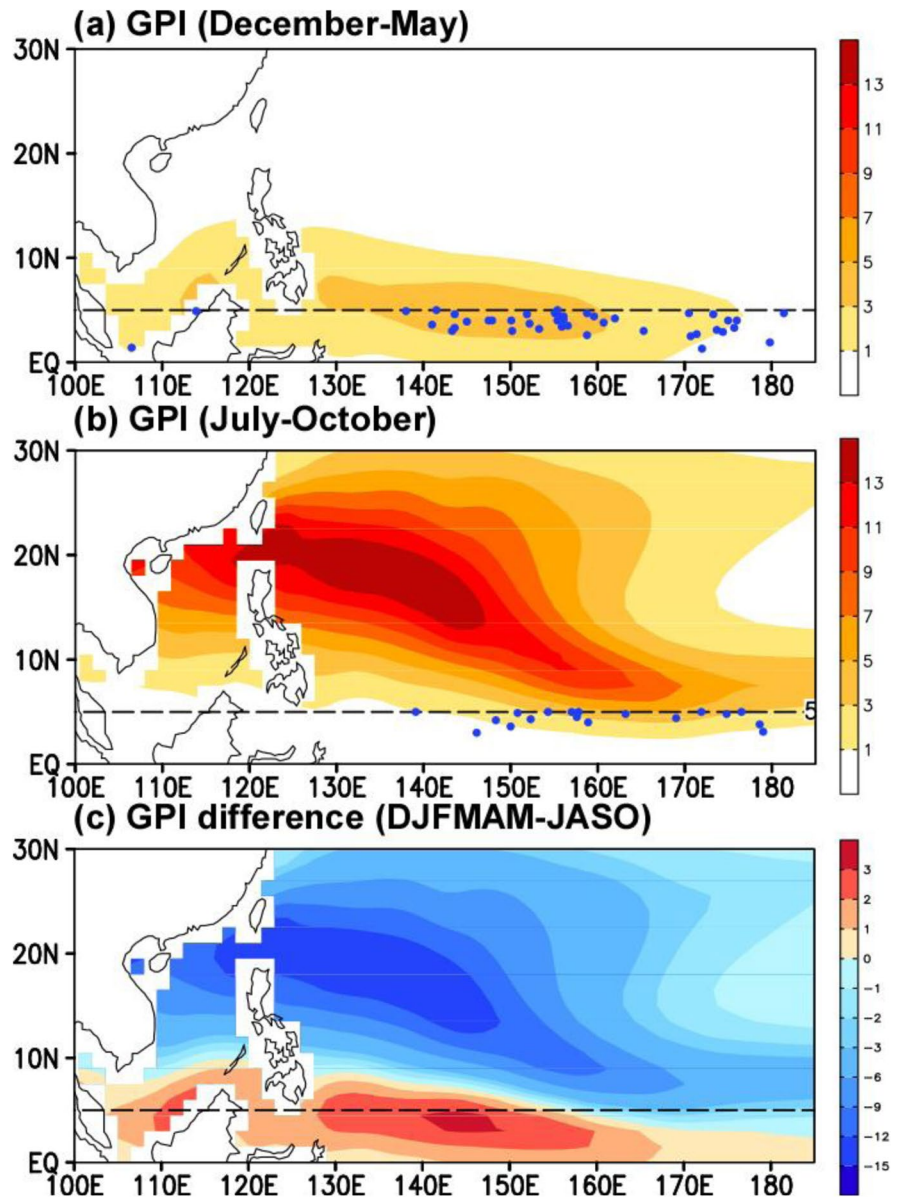 (a) GPI (December-May)
30N
20N
10N
EQ
100E 110E 120E 130E 140E 150E 160E 170E 180
13
11
9
7
5
3
1
(b) GPI (July-October)
30N
20N
10N
EQ
5
100E 110E 120E 130E 140E 150E 160E 170E 180
13
11
9
7
5
3
1
(c) GPI difference (DJFMAM-JASO)
30N
20N
10N
EQ
100E 110E 120E 130E 140E 150E 160E 170E 180
3
2
1
0
-1
-2
-3
-6
-9
-12
-15